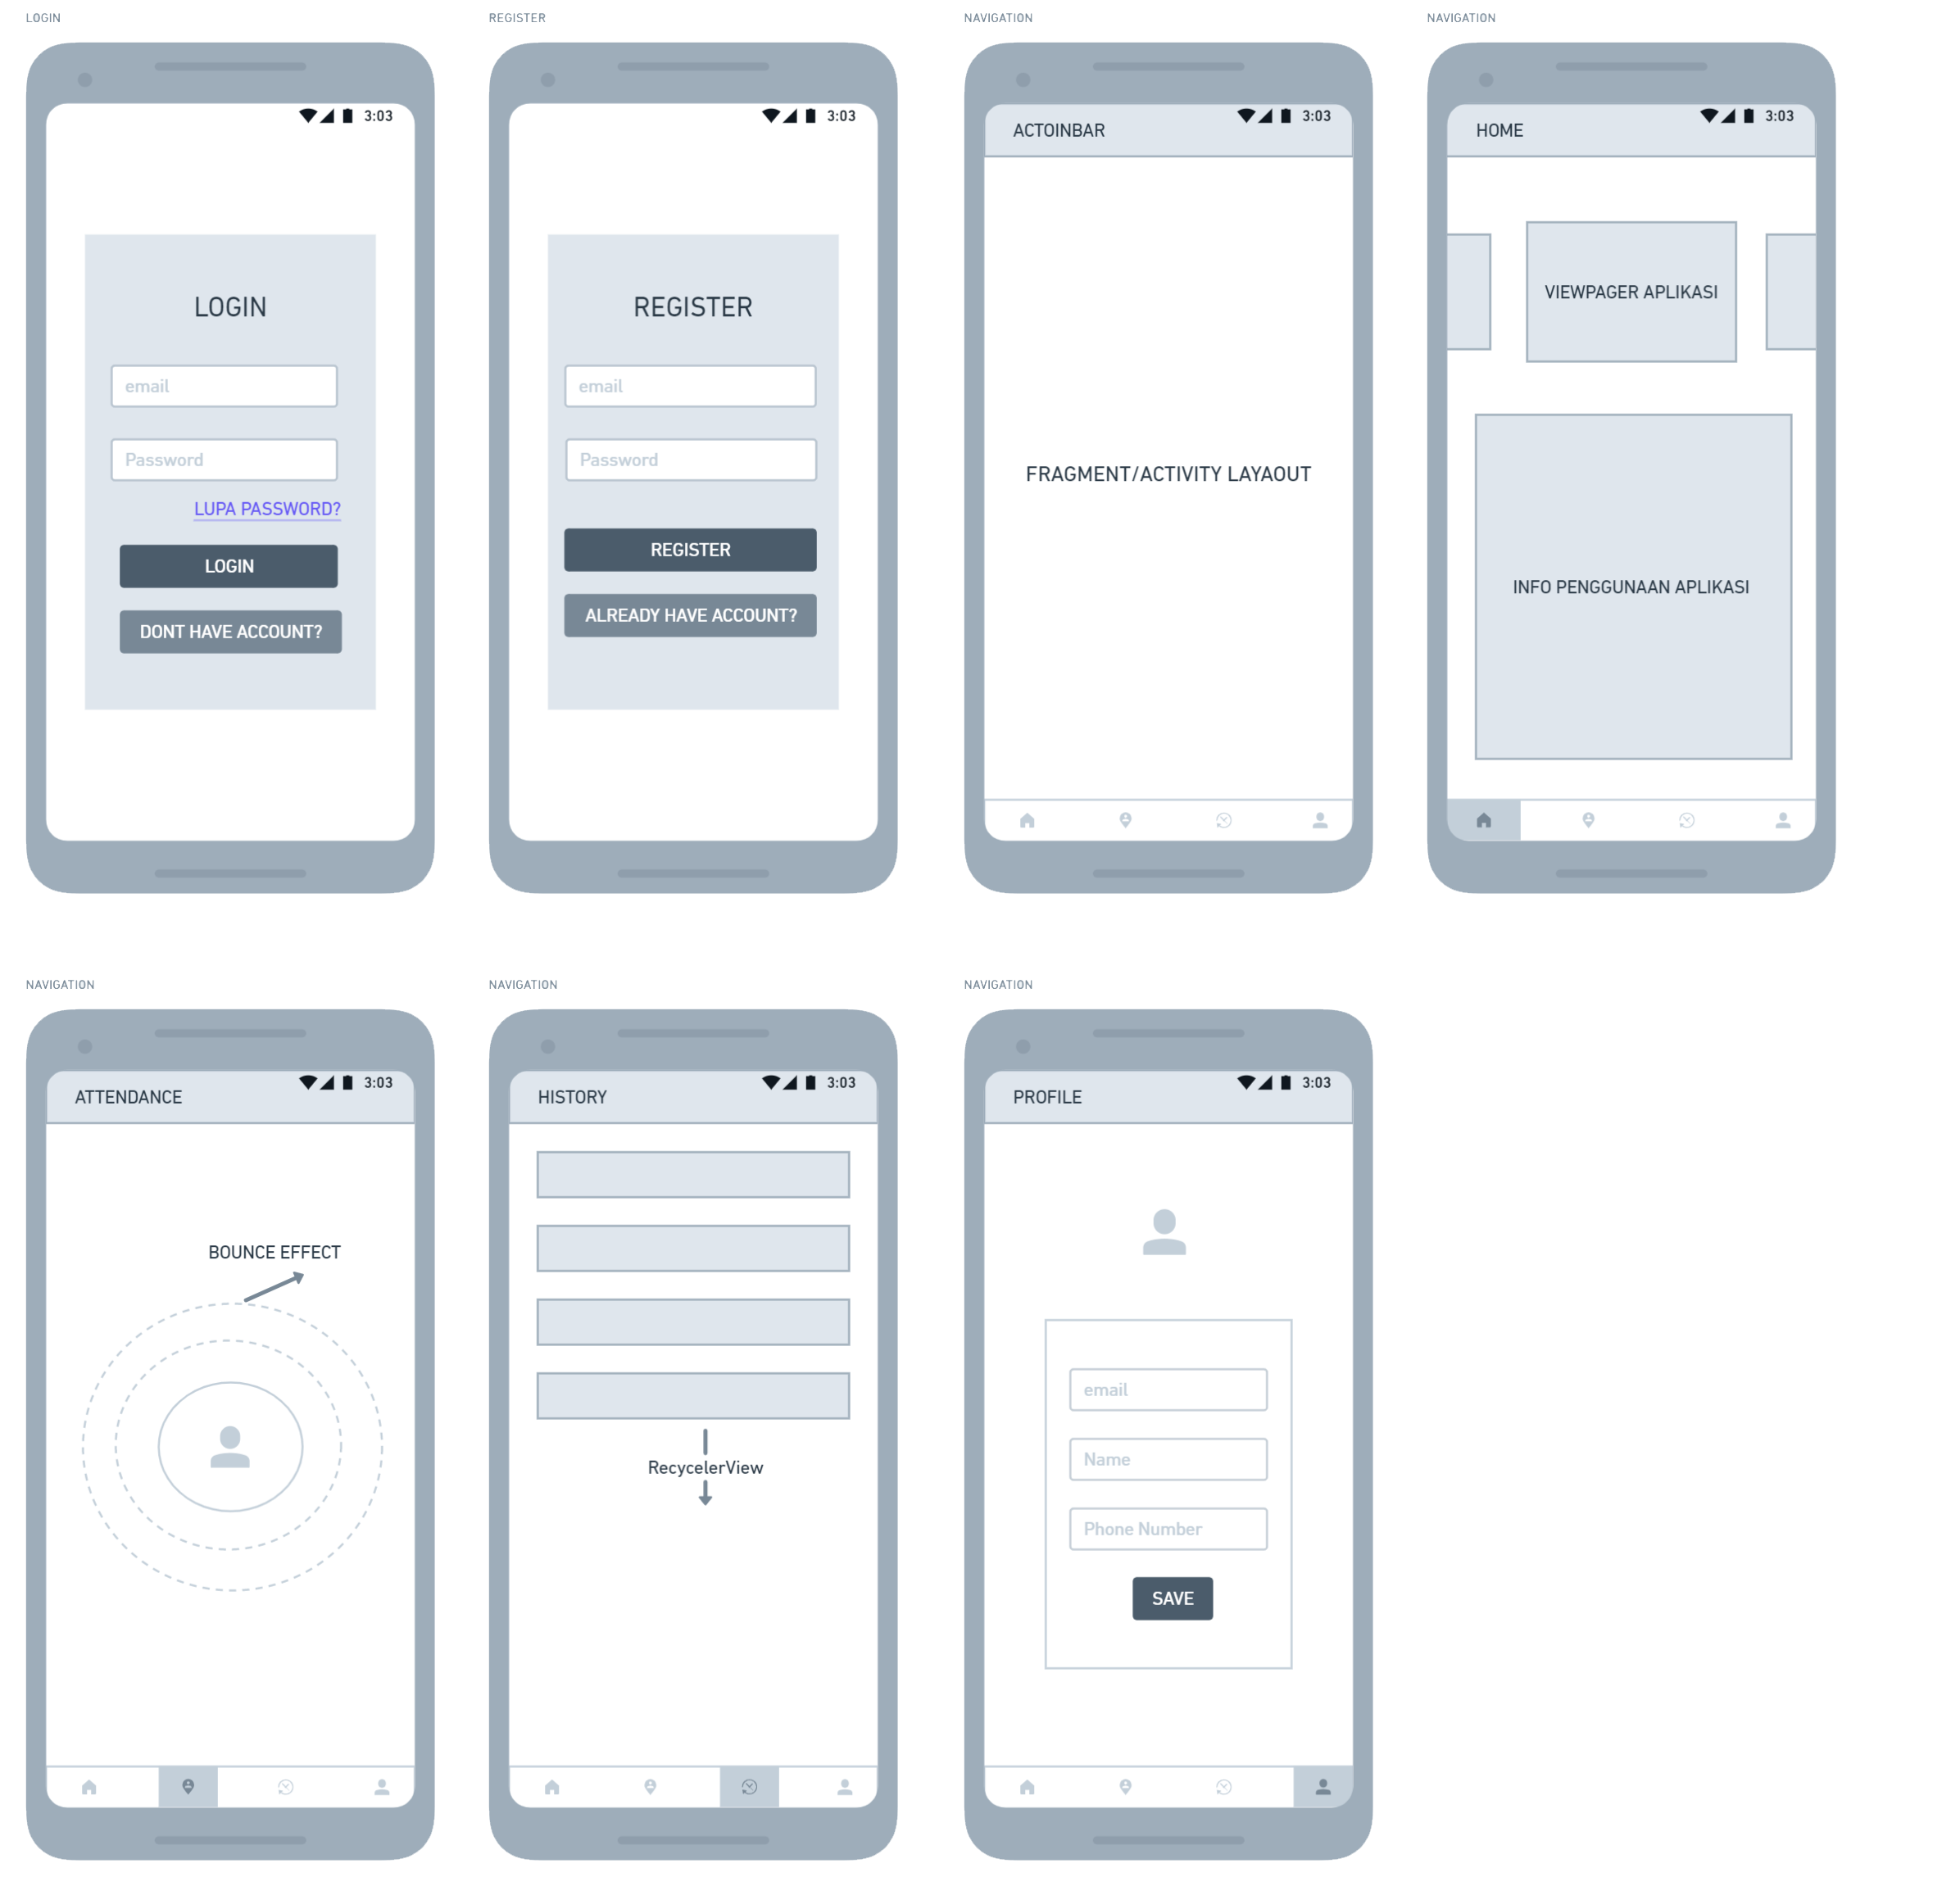 LOGIN
3:03
LOGIN
email
Password
LUPA PASSWORD?
LOGIN
DONT HAVE ACCOUNT?
REGISTER
3:03
REGISTER
email
Password
REGISTER
ALREADY HAVE ACCOUNT?
NAVIGATION
3:03
ACTOINBAR
FRAGMENT/ACTIVITY LAYAOUT
NAVIGATION
3:03
HOME
VIEWPAGER APLIKASI
INFO PENGGUNAAN APLIKASI
NAVIGATION
3:03
ATTENDANCE
BOUNCE EFFECT
NAVIGATION
3:03
HISTORY
RecycelerView
NAVIGATION
3:03
PROFILE
email
Name
Phone Number
SAVE